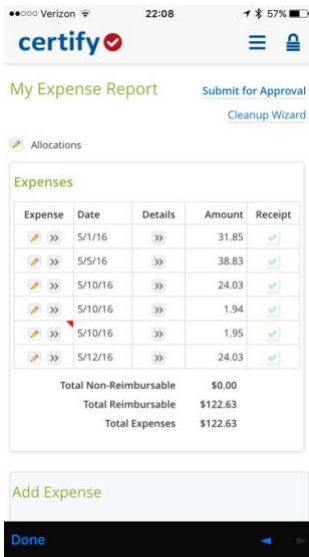 Verizon 22:08 57%
certify
My Expense Report Submit for Approval
Cleanup Wizard
Allocations
Expenses
Expense Date Details Amount Receipt
5/1/16 31.85
5/5/16 38.83
5/10/16 24.03
5/10/16 1.94
5/10/16 1.95
5/12/16 24.03
Total Non-Reimbursable $0.00
Total Reimbursable $122.63
Total Expenses $122.63
Add Expense
Done